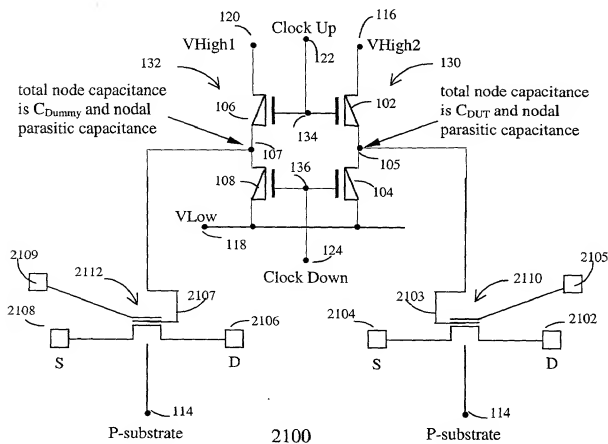 120
Clock Up
116
VHigh1
122
VHigh2
132
130
total node capacitance
is CDummy and nodal
parasitic capacitance
106
102
134
total node capacitance
is CDUT and nodal
parasitic capacitance
107
105
136
108
104
VLow
118
124
Clock Down
2109
2112
2107
2108
2106
S
D
2105
2110
2103
2104
2102
S
D
114
P-substrate
2100
114
P-substrate